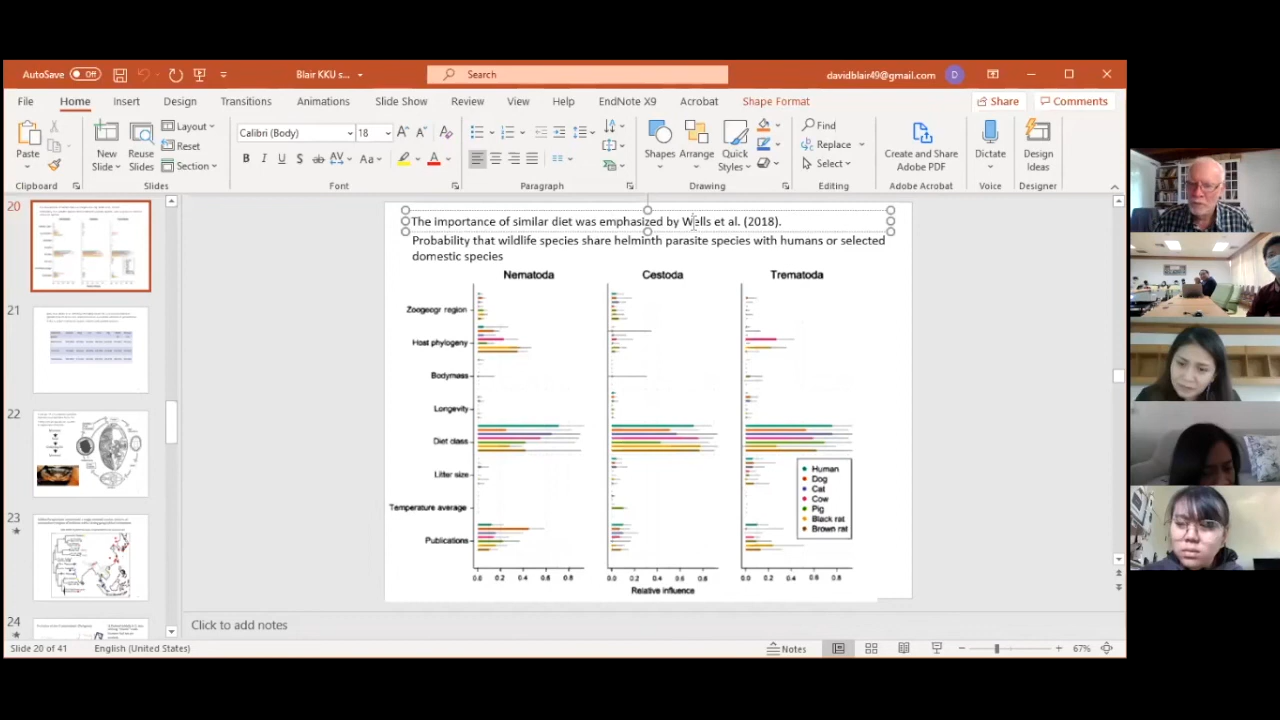 AutoSave Off Blair KKU s... Search davidblair49@gmail.com D
File Home Insert Design Transitions Animations Slide Show Review View Help EndNote X9 Acrobat Shape Format Share Comments
Paste New Slide Reuse Slides Layout Reset Section Calibri (Body) 18 Shapes Arrange Quick Styles Find Replace Select Create and Share Adobe PDF Dictate Design Ideas
Clipboard Slides Font Paragraph Drawing Editing Adobe Acrobat Voice Designer
20
21
22
23
24
The importance of similar diet was emphasized by Wells et al. (2018).
Probability that wildlife species share helminth parasite species with humans or selected
domestic species
Nematoda Cestoda Trematoda
Zoogeogr region
Host phylogeny
Bodymass
Longevity
Diet class
Litter size
Temperature average
Publications
Human
Dog
Cat
Cow
Pig
Black rat
Brown rat
0.0 0.2 0.4 0.6 0.8 0.0 0.2 0.4 0.6 0.8 0.0 0.2 0.4 0.6 0.8
Relative influence
Click to add notes
Slide 20 of 41 English (United States) Notes 67%